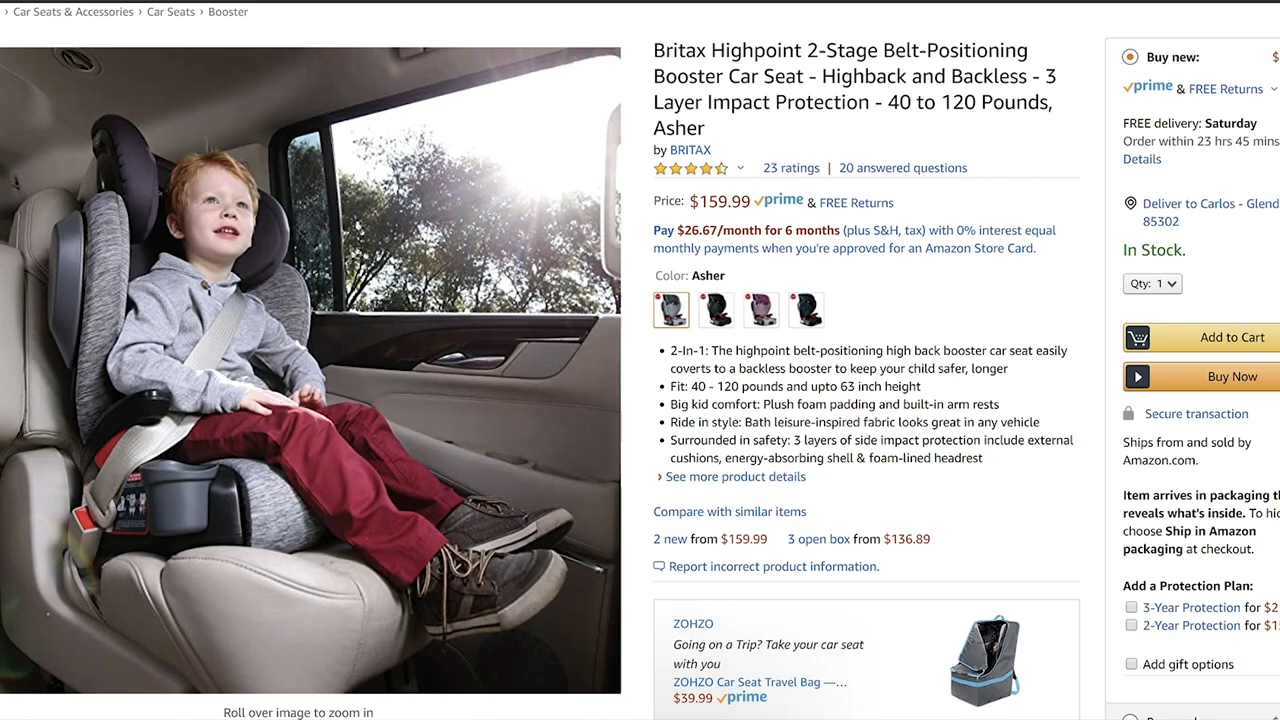 › Car Seats & Accessories › Car Seats › Booster
Britax Highpoint 2-Stage Belt-Positioning
Booster Car Seat - Highback and Backless - 3
Layer Impact Protection - 40 to 120 Pounds,
Asher
by BRITAX
23 ratings | 20 answered questions
Price: $159.99 prime & FREE Returns
Pay $26.67/month for 6 months (plus S&H, tax) with 0% interest equal
monthly payments when you're approved for an Amazon Store Card.
Color: Asher
• 2-In-1: The highpoint belt-positioning high back booster car seat easily
coverts to a backless booster to keep your child safer, longer
• Fit: 40 - 120 pounds and upto 63 inch height
• Big kid comfort: Plush foam padding and built-in arm rests
• Ride in style: Bath leisure-inspired fabric looks great in any vehicle
• Surrounded in safety: 3 layers of side impact protection include external
cushions, energy-absorbing shell & foam-lined headrest
› See more product details
Compare with similar items
2 new from $159.99 3 open box from $136.89
Report incorrect product information.
ZOHZO
Going on a Trip? Take your car seat
with you
ZOHZO Car Seat Travel Bag —...
$39.99 prime
Roll over image to zoom in
Buy new: $
prime & FREE Returns
FREE delivery: Saturday
Order within 23 hrs 45 mins
Details
Deliver to Carlos - Glend
85302
In Stock.
Qty: 1
Add to Cart
Buy Now
Secure transaction
Ships from and sold by
Amazon.com.
Item arrives in packaging t
reveals what's inside. To hi
choose Ship in Amazon
packaging at checkout.
Add a Protection Plan:
3-Year Protection for $2
2-Year Protection for $1
Add gift options